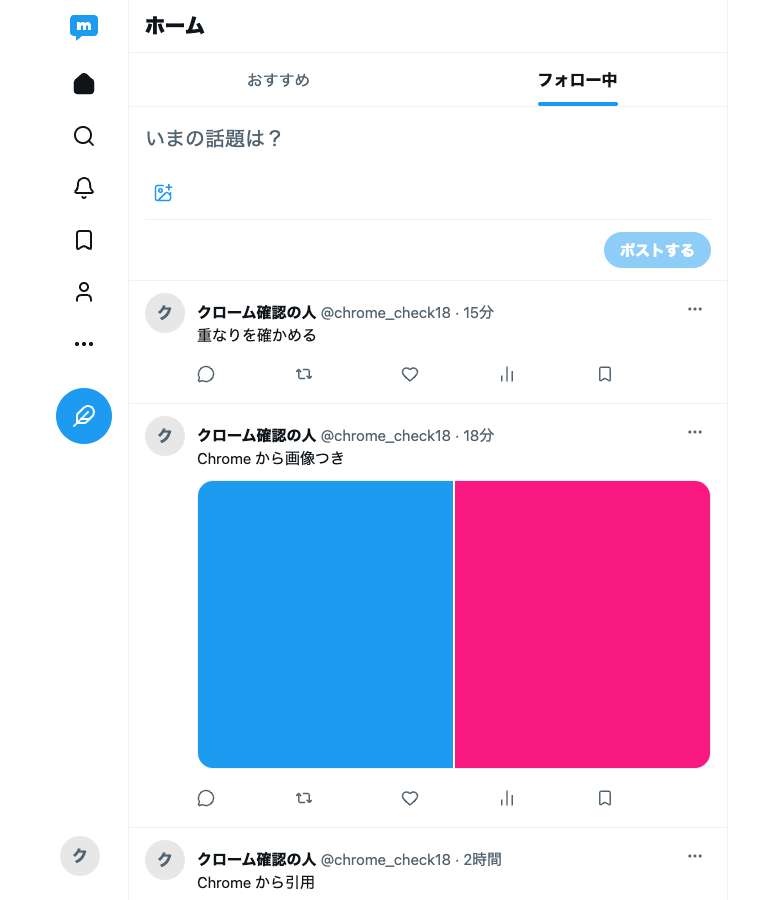 m
ホーム
おすすめ
フォロー中
いまの話題は？
ポストする
ク
クローム確認の人 @chrome_check18 · 15分
重なりを確かめる
ク
クローム確認の人 @chrome_check18 · 18分
Chrome から画像つき
ク
ク
クローム確認の人 @chrome_check18 · 2時間
Chrome から引用